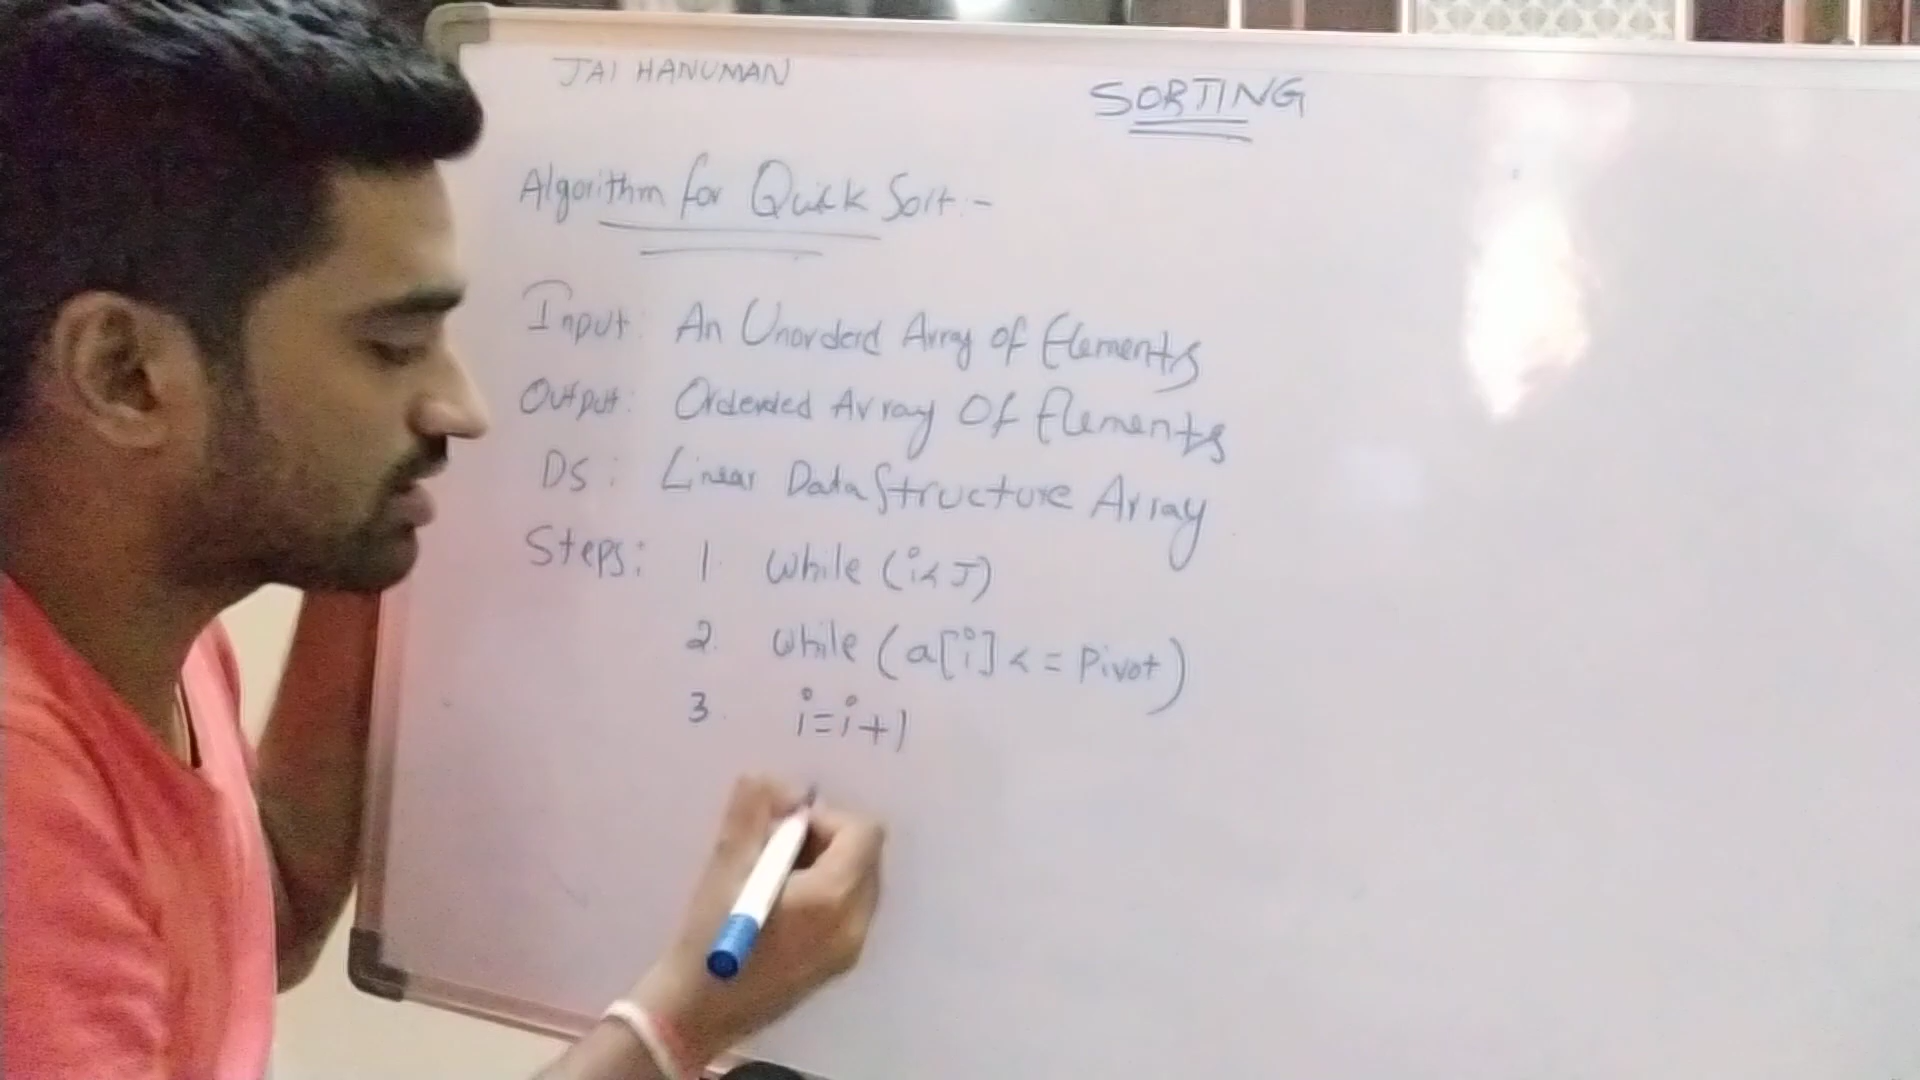 JAI HANUMAN
SORTING
Algorithm for Quick Sort :-
Input: An Unorderd Array of Elements
Output: Orderded Array Of Elements
DS: Linear Data Structure Array
Steps: 1. while (i<J)
2. while (a[i] <= Pivot)
3. i=i+1